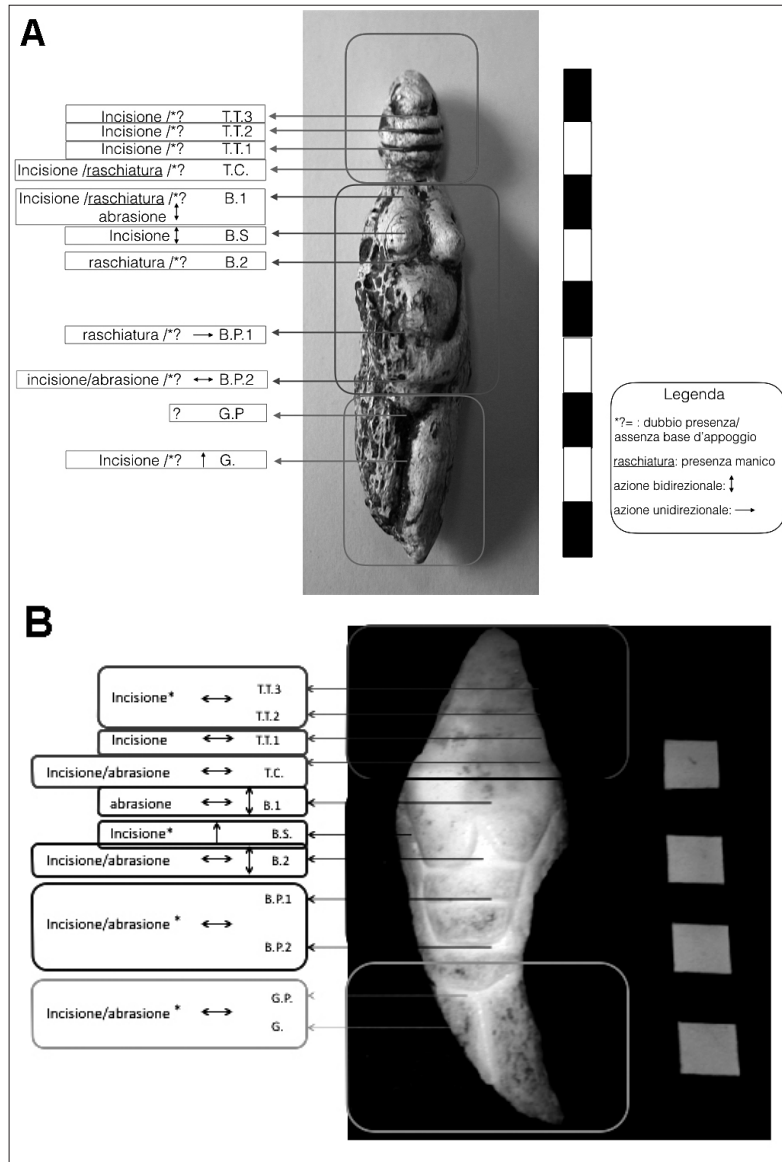 A
Incisione /*? T.T.3
Incisione /*? T.T.2
Incisione /*? T.T.1
Incisione /raschiatura /*? T.C.
Incisione /raschiatura /*? B.1
abrasione ↕
Incisione ↕ B.S
raschiatura /*? B.2
raschiatura /*? → B.P.1
incisione/abrasione /*? ↔ B.P.2
? G.P
Incisione /*? ↑ G.
Legenda
*?= : dubbio presenza/
assenza base d'appoggio
raschiatura: presenza manico
azione bidirezionale: ↕
azione unidirezionale: →
B
Incisione* ↔ T.T.3
T.T.2
Incisione ↔ T.T.1
Incisione/abrasione ↔ T.C.
abrasione ↔ ↕ B.1
Incisione* ↑ B.S.
Incisione/abrasione ↔ ↕ B.2
B.P.1
Incisione/abrasione * ↔
B.P.2
G.P.
Incisione/abrasione * ↔
G.